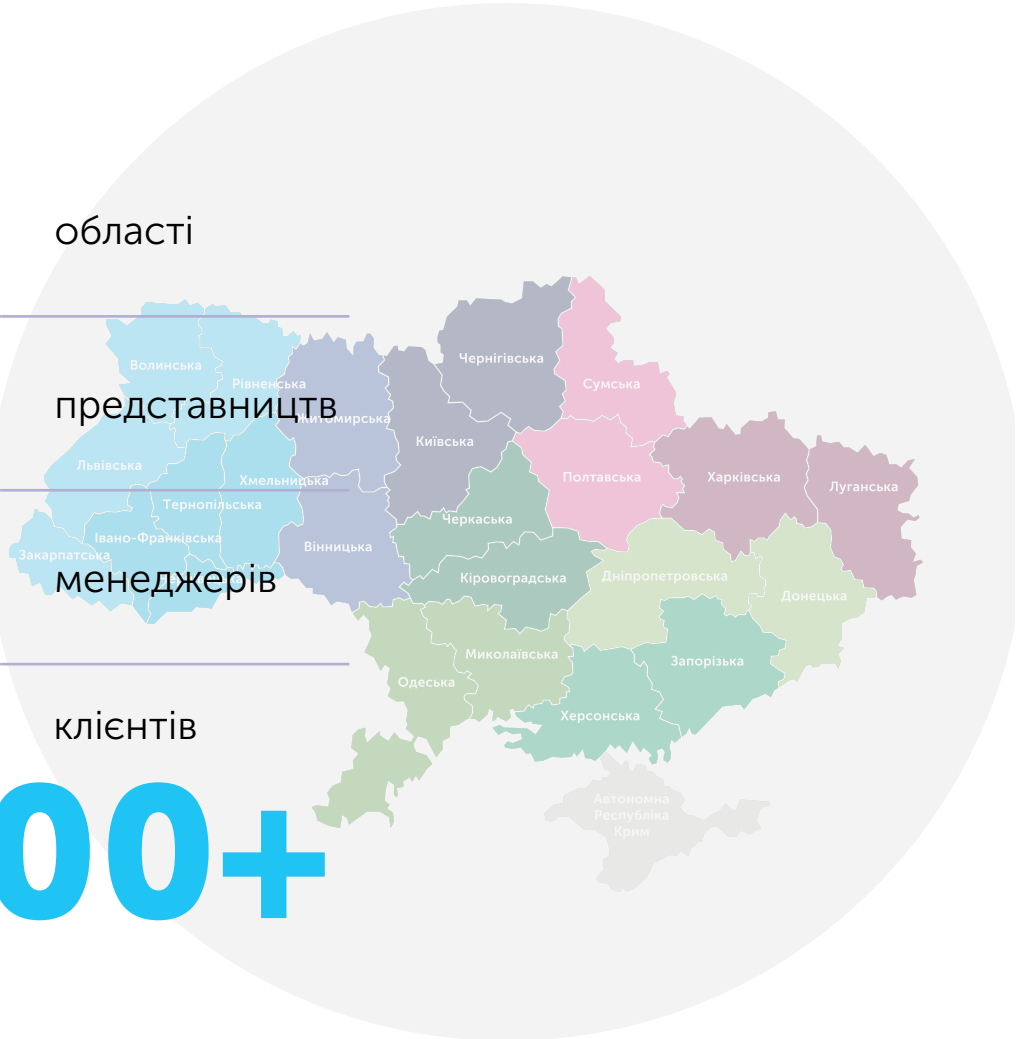 області
Чернігівська
Волинська
Рівненська
Сумська
представництв
Житомирська
Київська
Львівська
Хмельницька
Полтавська
Харківська
Луганська
Тернопільська
Черкаська
Івано-Франківська
Вінницька
Закарпатська
менеджерів
Кіровоградська
Дніпропетровська
Донецька
Миколаївська
Запорізька
Одеська
Херсонська
клієнтів
00+
Автономна
Республіка
Крим